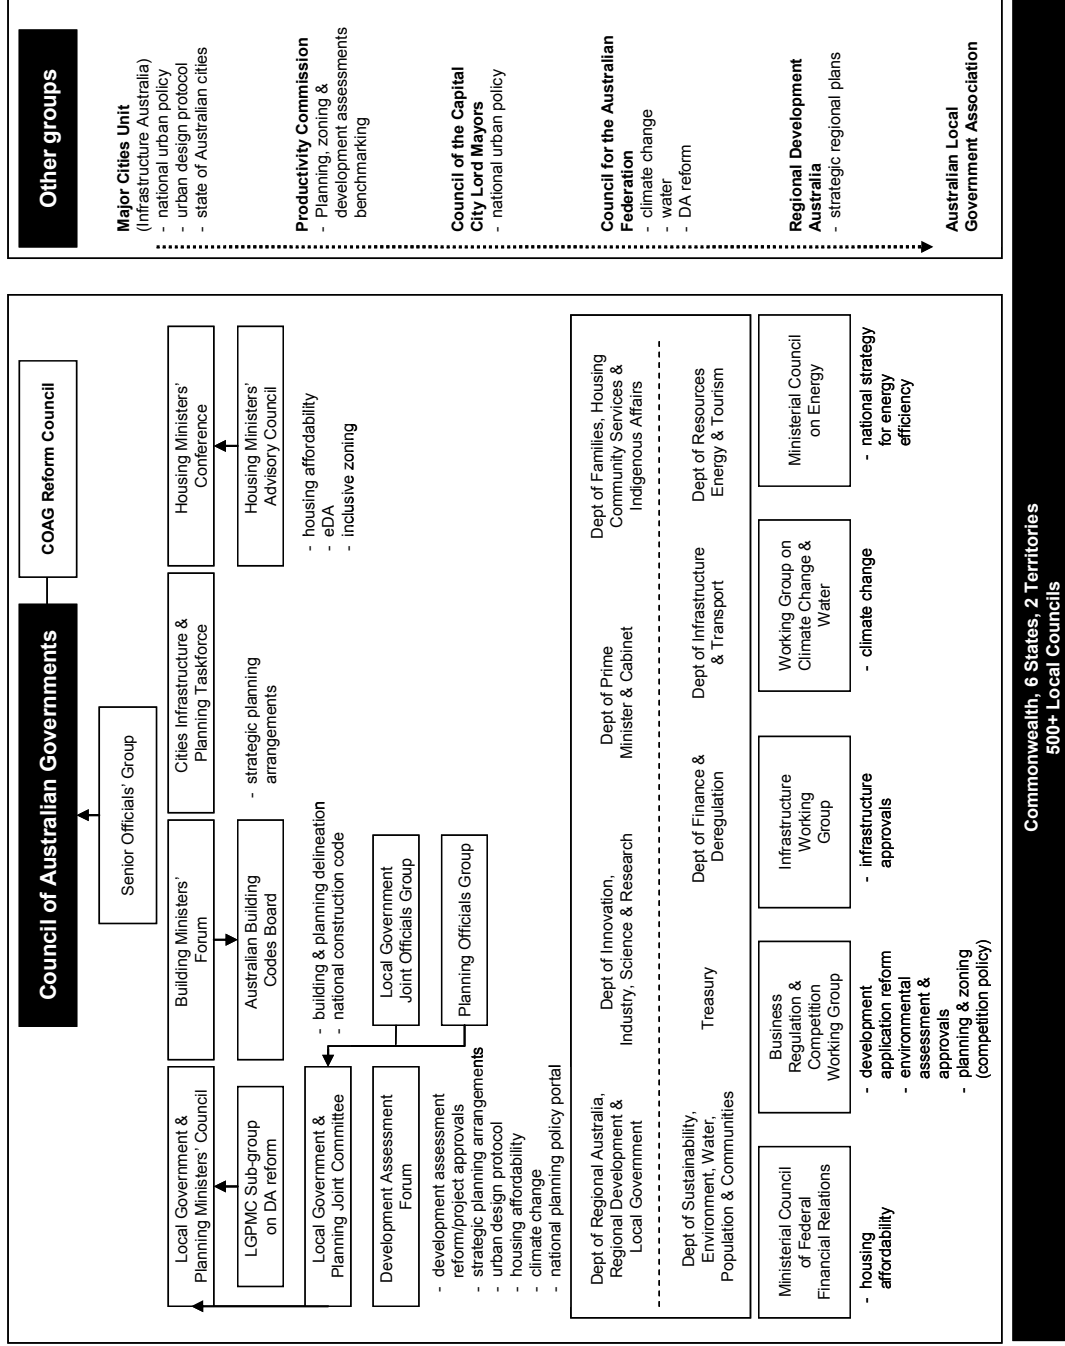 Council of Australian Governments
COAG Reform Council
Senior Officials' Group
Local Government &
Planning Ministers' Council
Building Ministers'
Forum
Cities Infrastructure &
Planning Taskforce
Housing Ministers'
Conference
LGPMC Sub-group
on DA reform
Australian Building
Codes Board
- strategic planning
arrangements
Housing Ministers'
Advisory Council
Local Government &
Planning Joint Committee
- building & planning delineation
- national construction code
- housing affordability
- eDA
- inclusive zoning
Development Assessment
Forum
Local Government
Joint Officials Group
Planning Officials Group
- development assessment
reform/project approvals
- strategic planning arrangements
- urban design protocol
- housing affordability
- climate change
- national planning policy portal
Dept of Regional Australia,
Regional Development &
Local Government
Dept of Innovation,
Industry, Science & Research
Dept of Prime
Minister & Cabinet
Dept of Families, Housing
Community Services &
Indigenous Affairs
Dept of Sustainability,
Environment, Water,
Population & Communities
Treasury
Dept of Finance &
Deregulation
Dept of Infrastructure
& Transport
Dept of Resources
Energy & Tourism
Ministerial Council
of Federal
Financial Relations
Business
Regulation &
Competition
Working Group
Infrastructure
Working
Group
Working Group on
Climate Change &
Water
Ministerial Council
on Energy
- housing
affordability
- development
application reform
- environmental
assessment &
approvals
- planning & zoning
(competition policy)
- infrastructure
approvals
- climate change
- national strategy
for energy
efficiency
Other groups
Major Cities Unit
(Infrastructure Australia)
- national urban policy
- urban design protocol
- state of Australian cities
Productivity Commission
- Planning, zoning &
development assessments
benchmarking
Council of the Capital
City Lord Mayors
- national urban policy
Council for the Australian
Federation
- climate change
- water
- DA reform
Regional Development
Australia
- strategic regional plans
Australian Local
Government Association
Commonwealth, 6 States, 2 Territories
500+ Local Councils